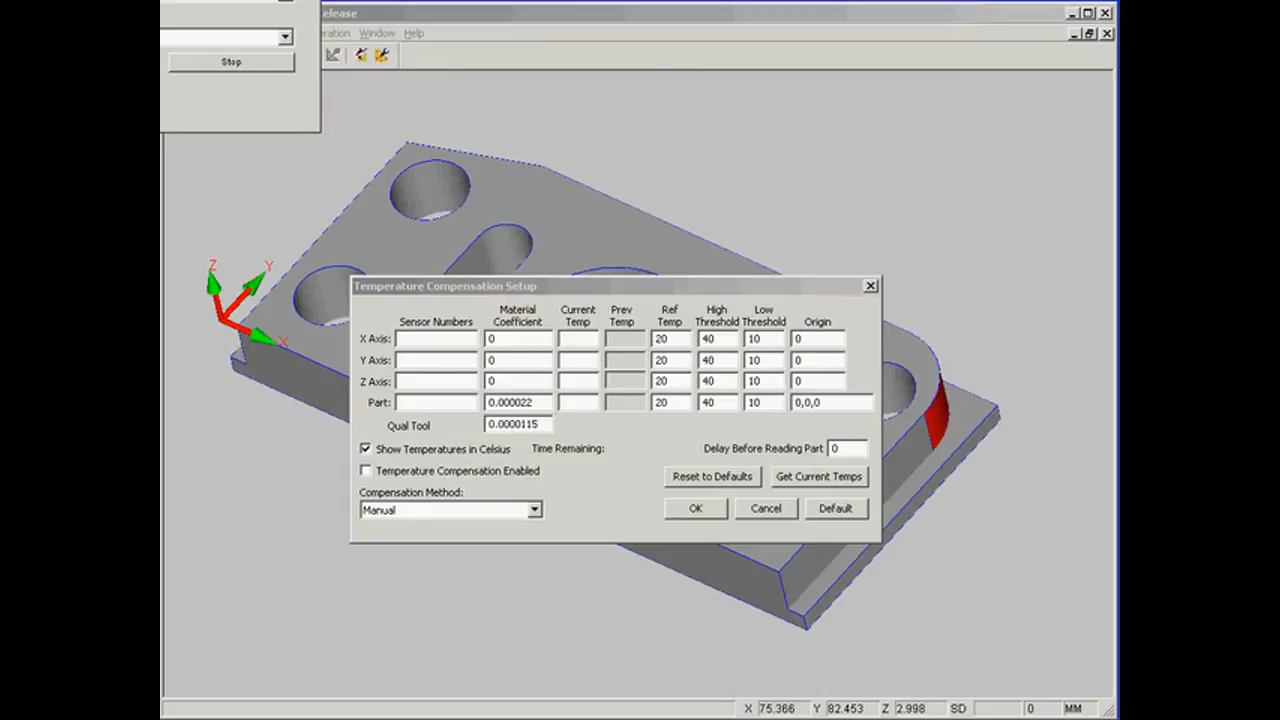 elease
Stop
ration Window Help
Z
Y
X
Temperature Compensation Setup
Sensor Numbers Material Coefficient Current Temp Prev Temp Ref Temp High Threshold Low Threshold Origin
X Axis: 0 20 40 10 0
Y Axis: 0 20 40 10 0
Z Axis: 0 20 40 10 0
Part: 0.000022 20 40 10 0,0,0
Qual Tool 0.0000115
Show Temperatures in Celsius Time Remaining: Delay Before Reading Part 0
Temperature Compensation Enabled Reset to Defaults Get Current Temps
Compensation Method:
Manual OK Cancel Default
X 75.366 Y 82.453 Z 2.998 SD 0 MM